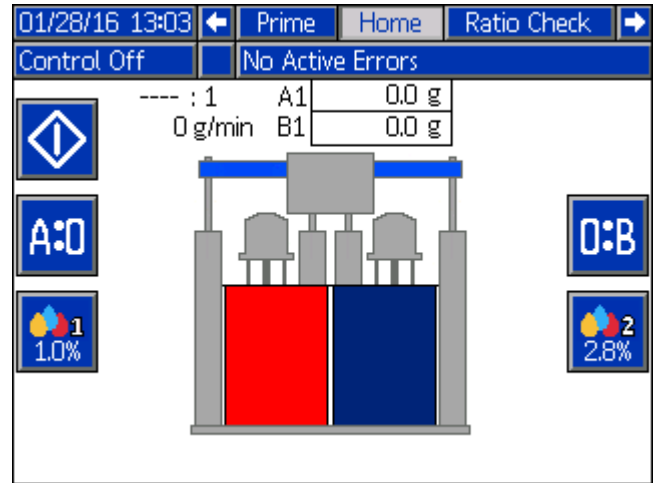 01/28/16 13:03 Prime Home Ratio Check
Control Off No Active Errors
---- : 1 A1 0.0 g
0 g/min B1 0.0 g
A:0 0:B
1 2
1.0% 2.8%